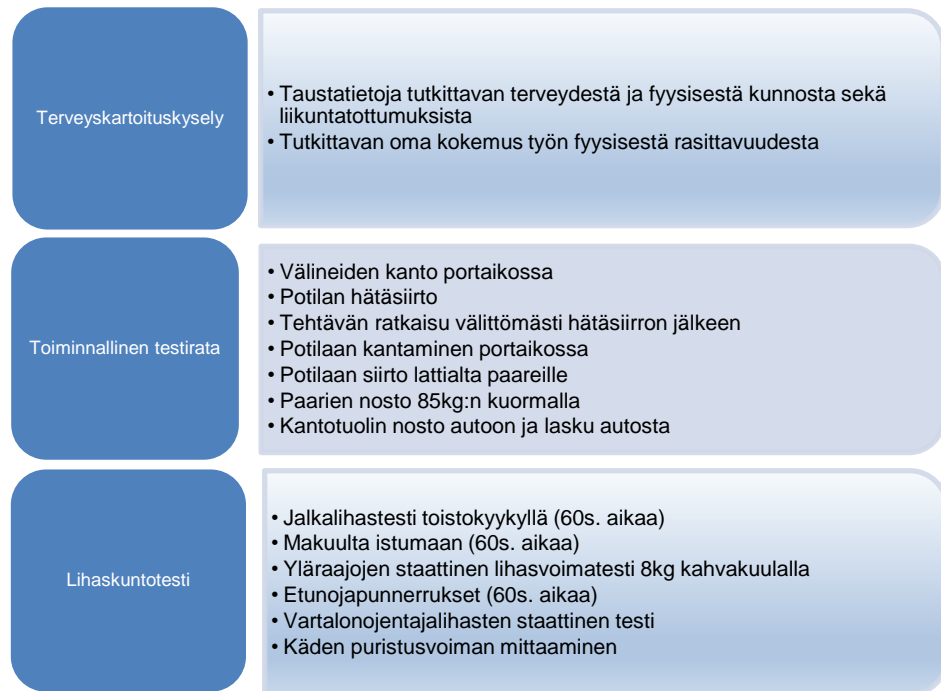 Terveyskartoituskysely
• Taustatietoja tutkittavan terveydestä ja fyysisestä kunnosta sekä
liikuntatottumuksista
• Tutkittavan oma kokemus työn fyysisestä rasittavuudesta
Toiminnallinen testirata
• Välineiden kanto portaikossa
• Potilan hätäsiirto
• Tehtävän ratkaisu välittömästi hätäsiirron jälkeen
• Potilaan kantaminen portaikossa
• Potilaan siirto lattialta paareille
• Paarien nosto 85kg:n kuormalla
• Kantotuolin nosto autoon ja lasku autosta
Lihaskuntotesti
• Jalkalihastesti toistokyykyllä (60s. aikaa)
• Makuulta istumaan (60s. aikaa)
• Yläraajojen staattinen lihasvoimatesti 8kg kahvakuulalla
• Etunojapunnerrukset (60s. aikaa)
• Vartalonojentajalihasten staattinen testi
• Käden puristusvoiman mittaaminen